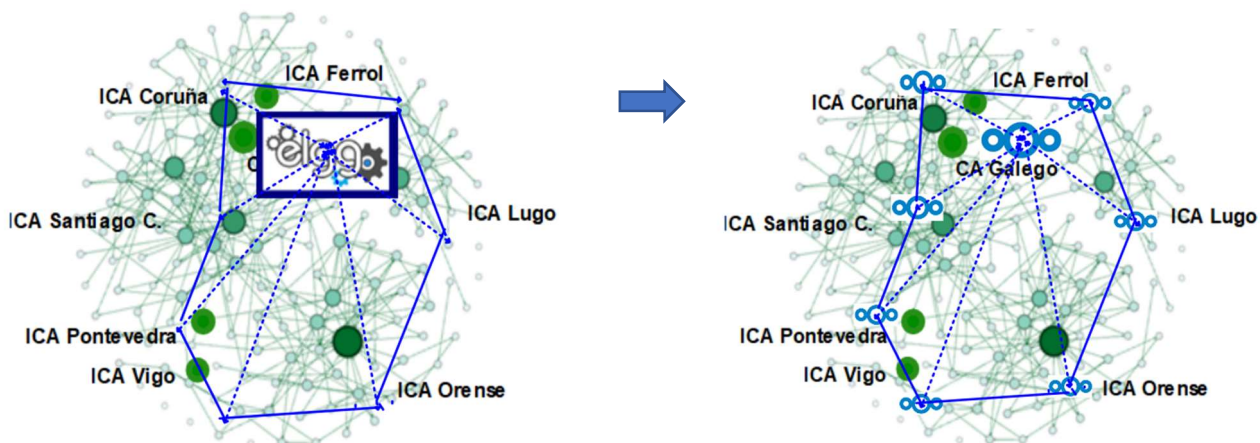 ICA Ferrol
ICA Coruña
elgg
ICA Santiago C.
ICA Lugo
ICA Pontevedra
ICA Vigo
ICA Orense
ICA Ferrol
ICA Coruña
CA Galego
ICA Santiago C.
ICA Lugo
ICA Pontevedra
ICA Vigo
ICA Orense